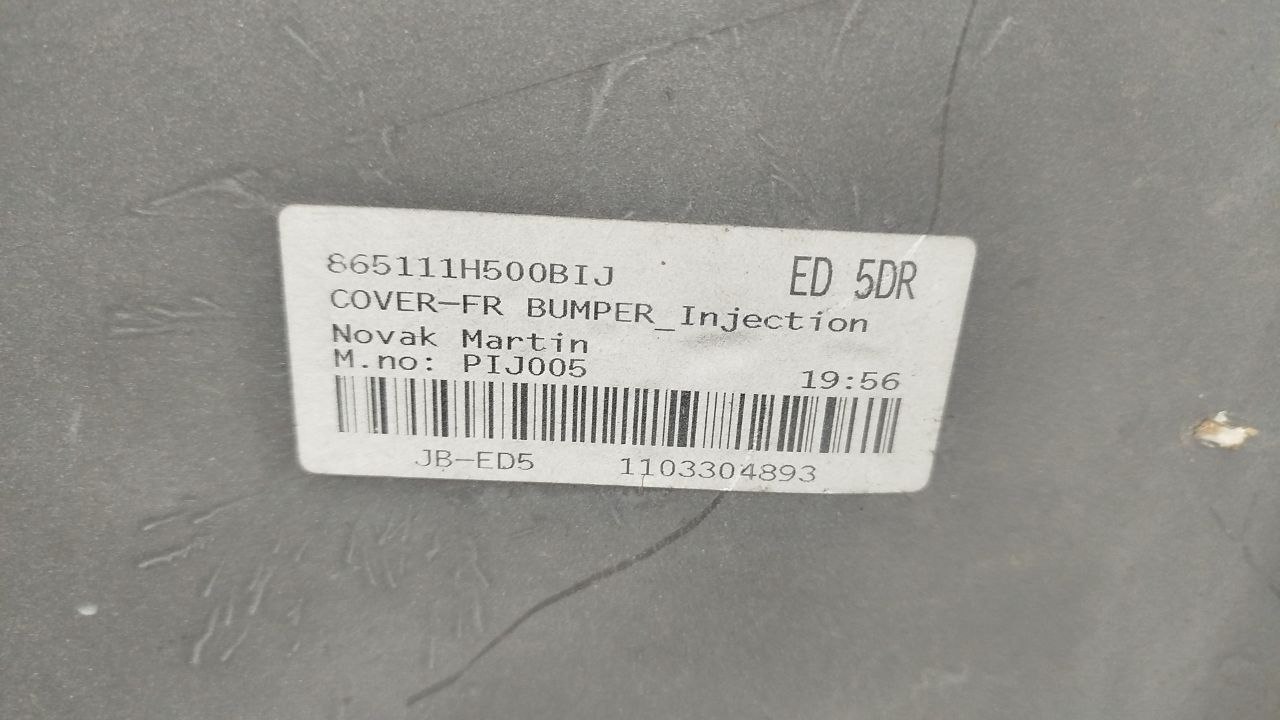 865111H500BIJ ED 5DR
COVER-FR BUMPER_Injection
Novak Martin
M.no: PIJ005 19:56
JB-ED5 1103304893